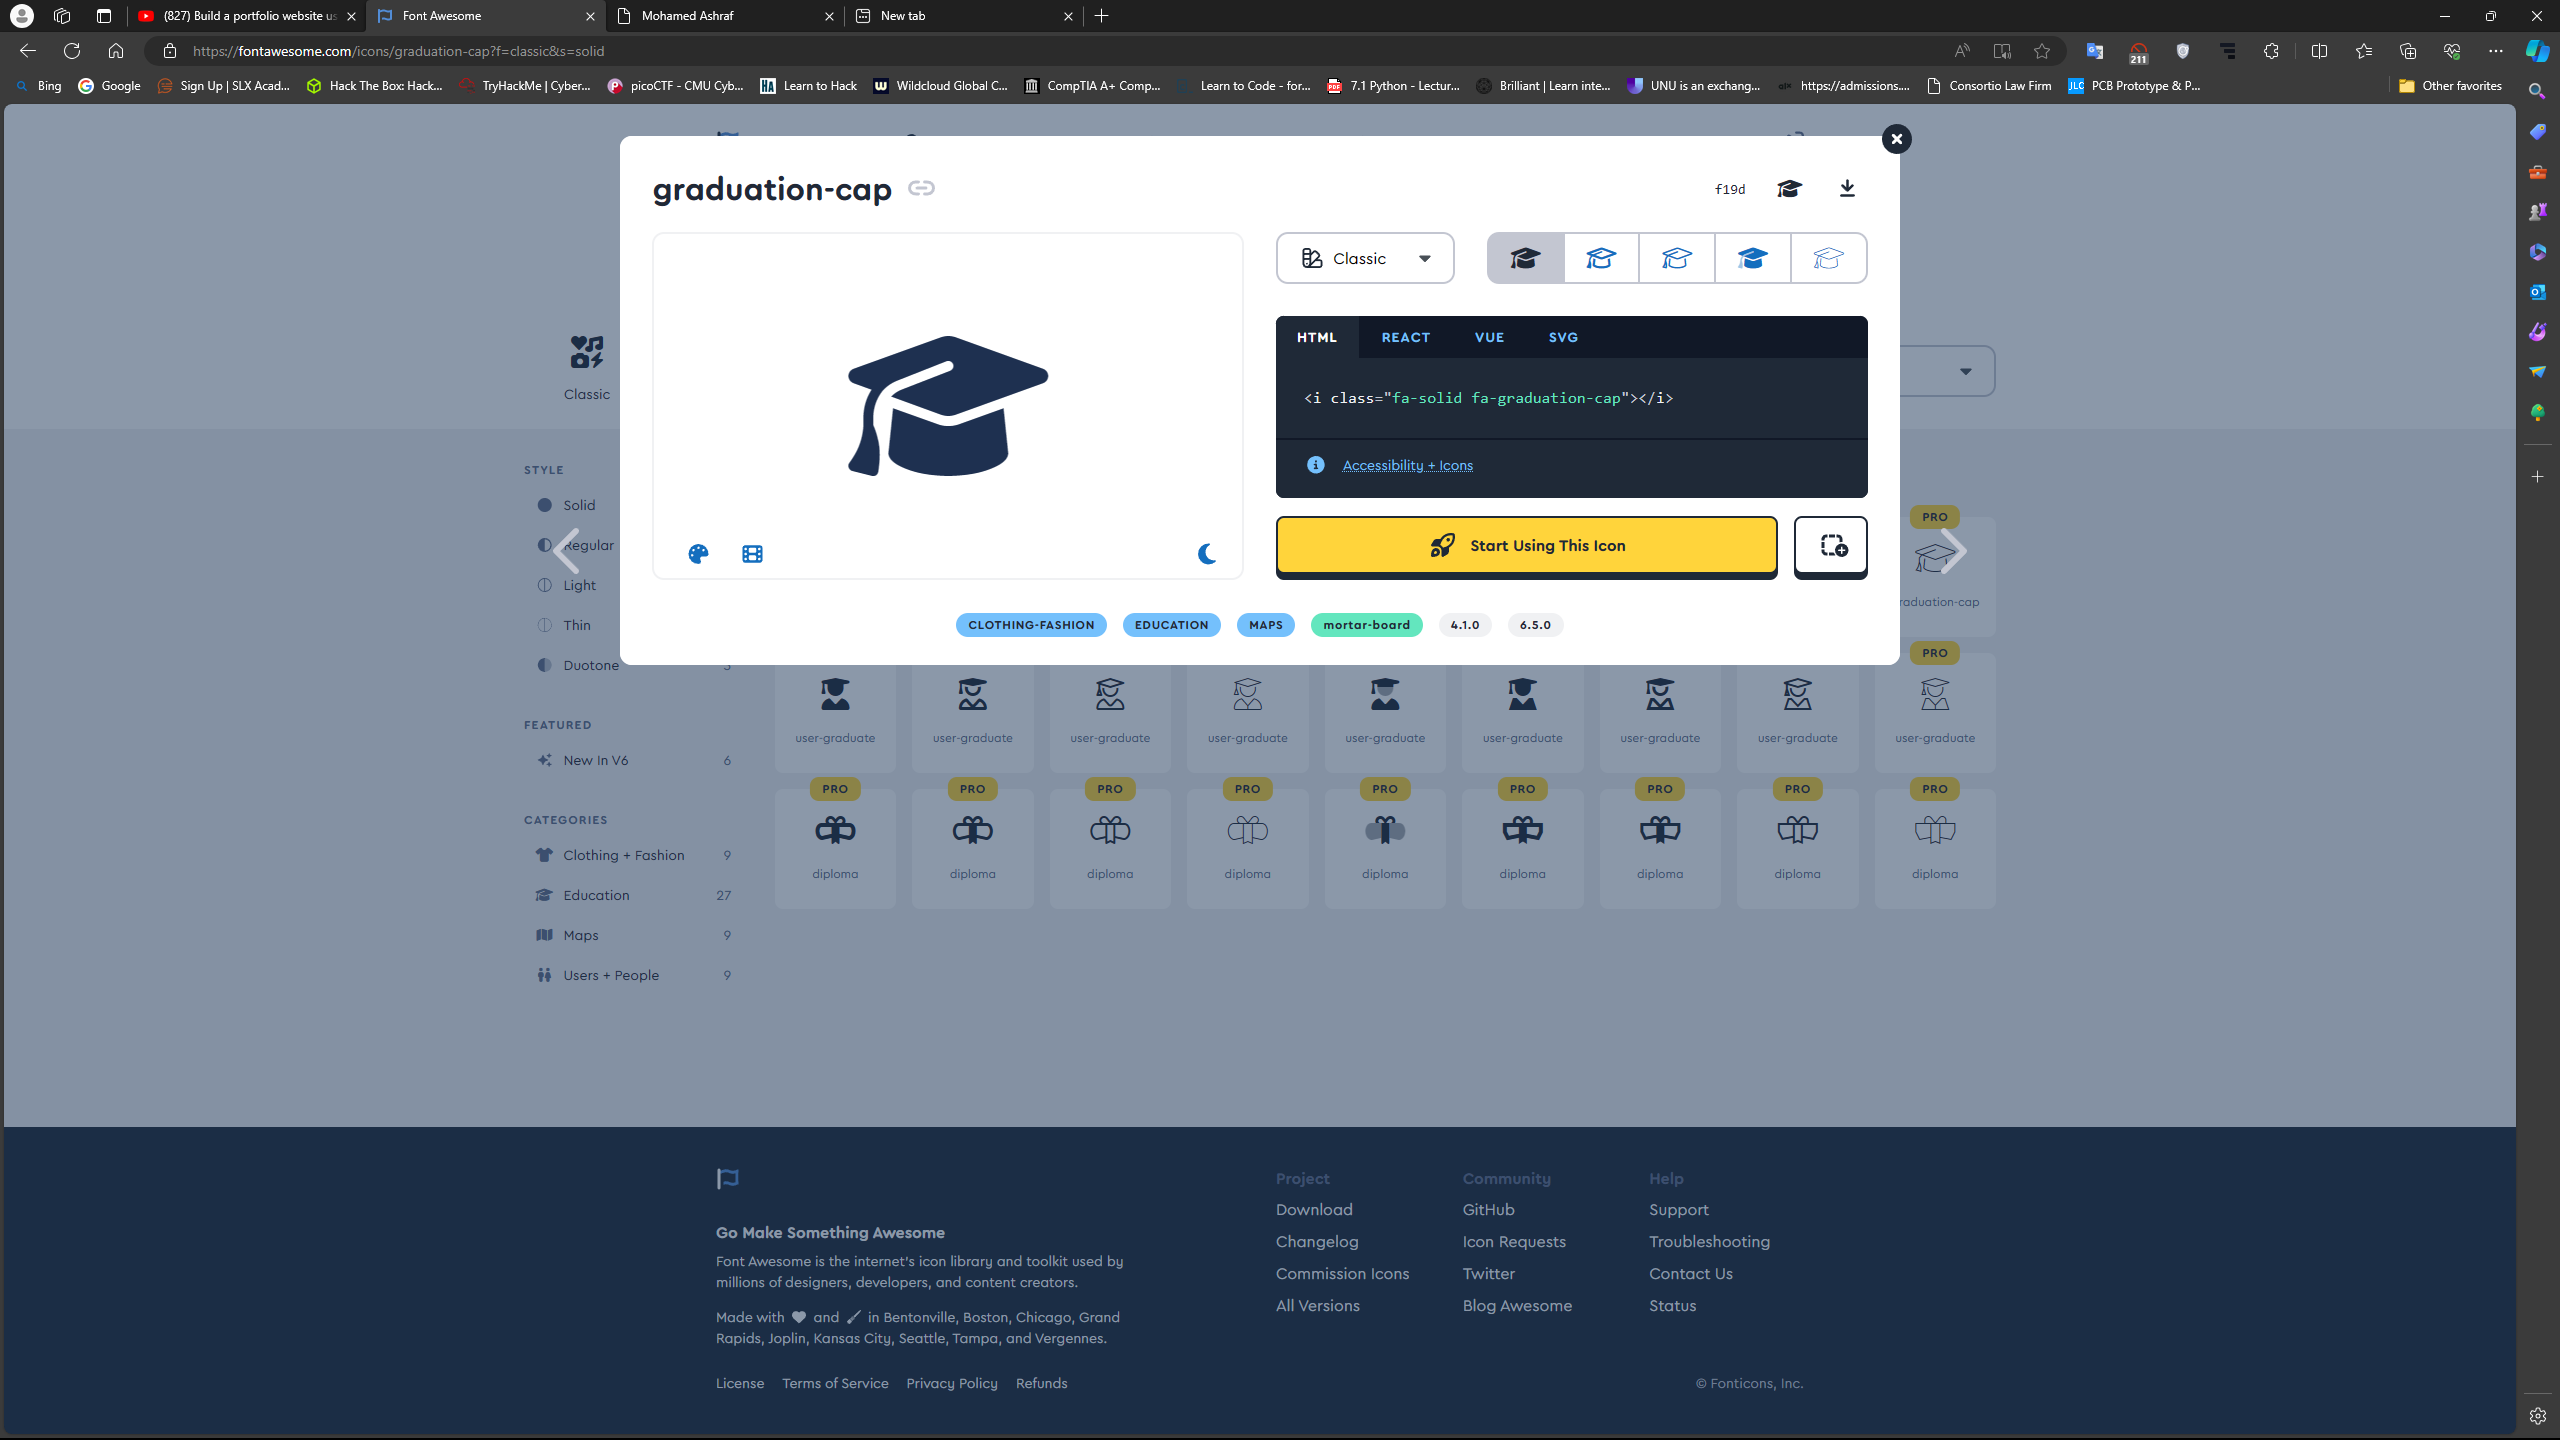 (827) Build a portfolio website us
Font Awesome
Mohamed Ashraf
New tab
https://fontawesome.com/icons/graduation-cap?f=classic&s=solid
211
Bing
Google
Sign Up | SLX Acad...
Hack The Box: Hack...
TryHackMe | Cyber...
picoCTF - CMU Cyb...
Learn to Hack
Wildcloud Global C...
CompTIA A+ Comp...
Learn to Code - for...
7.1 Python - Lectur...
Brilliant | Learn inte...
UNU is an exchang...
https://admissions....
Consortio Law Firm
PCB Prototype & P...
Other favorites
graduation-cap
f19d
Classic
Classic
HTML
REACT
VUE
SVG
<i class="fa-solid fa-graduation-cap"></i>
Accessibility + Icons
Start Using This Icon
CLOTHING-FASHION
EDUCATION
MAPS
mortar-board
4.1.0
6.5.0
STYLE
Solid
Regular
Light
Thin
Duotone
FEATURED
New In V6 6
CATEGORIES
Clothing + Fashion 9
Education 27
Maps 9
Users + People 9
PRO
raduation-cap
PRO
user-graduate
user-graduate
user-graduate
user-graduate
user-graduate
user-graduate
user-graduate
user-graduate
user-graduate
PRO
PRO
PRO
PRO
PRO
PRO
PRO
PRO
PRO
diploma
diploma
diploma
diploma
diploma
diploma
diploma
diploma
diploma
Go Make Something Awesome
Font Awesome is the internet's icon library and toolkit used by
millions of designers, developers, and content creators.
Made with and in Bentonville, Boston, Chicago, Grand
Rapids, Joplin, Kansas City, Seattle, Tampa, and Vergennes.
License Terms of Service Privacy Policy Refunds
Project
Download
Changelog
Commission Icons
All Versions
Community
GitHub
Icon Requests
Twitter
Blog Awesome
Help
Support
Troubleshooting
Contact Us
Status
© Fonticons, Inc.